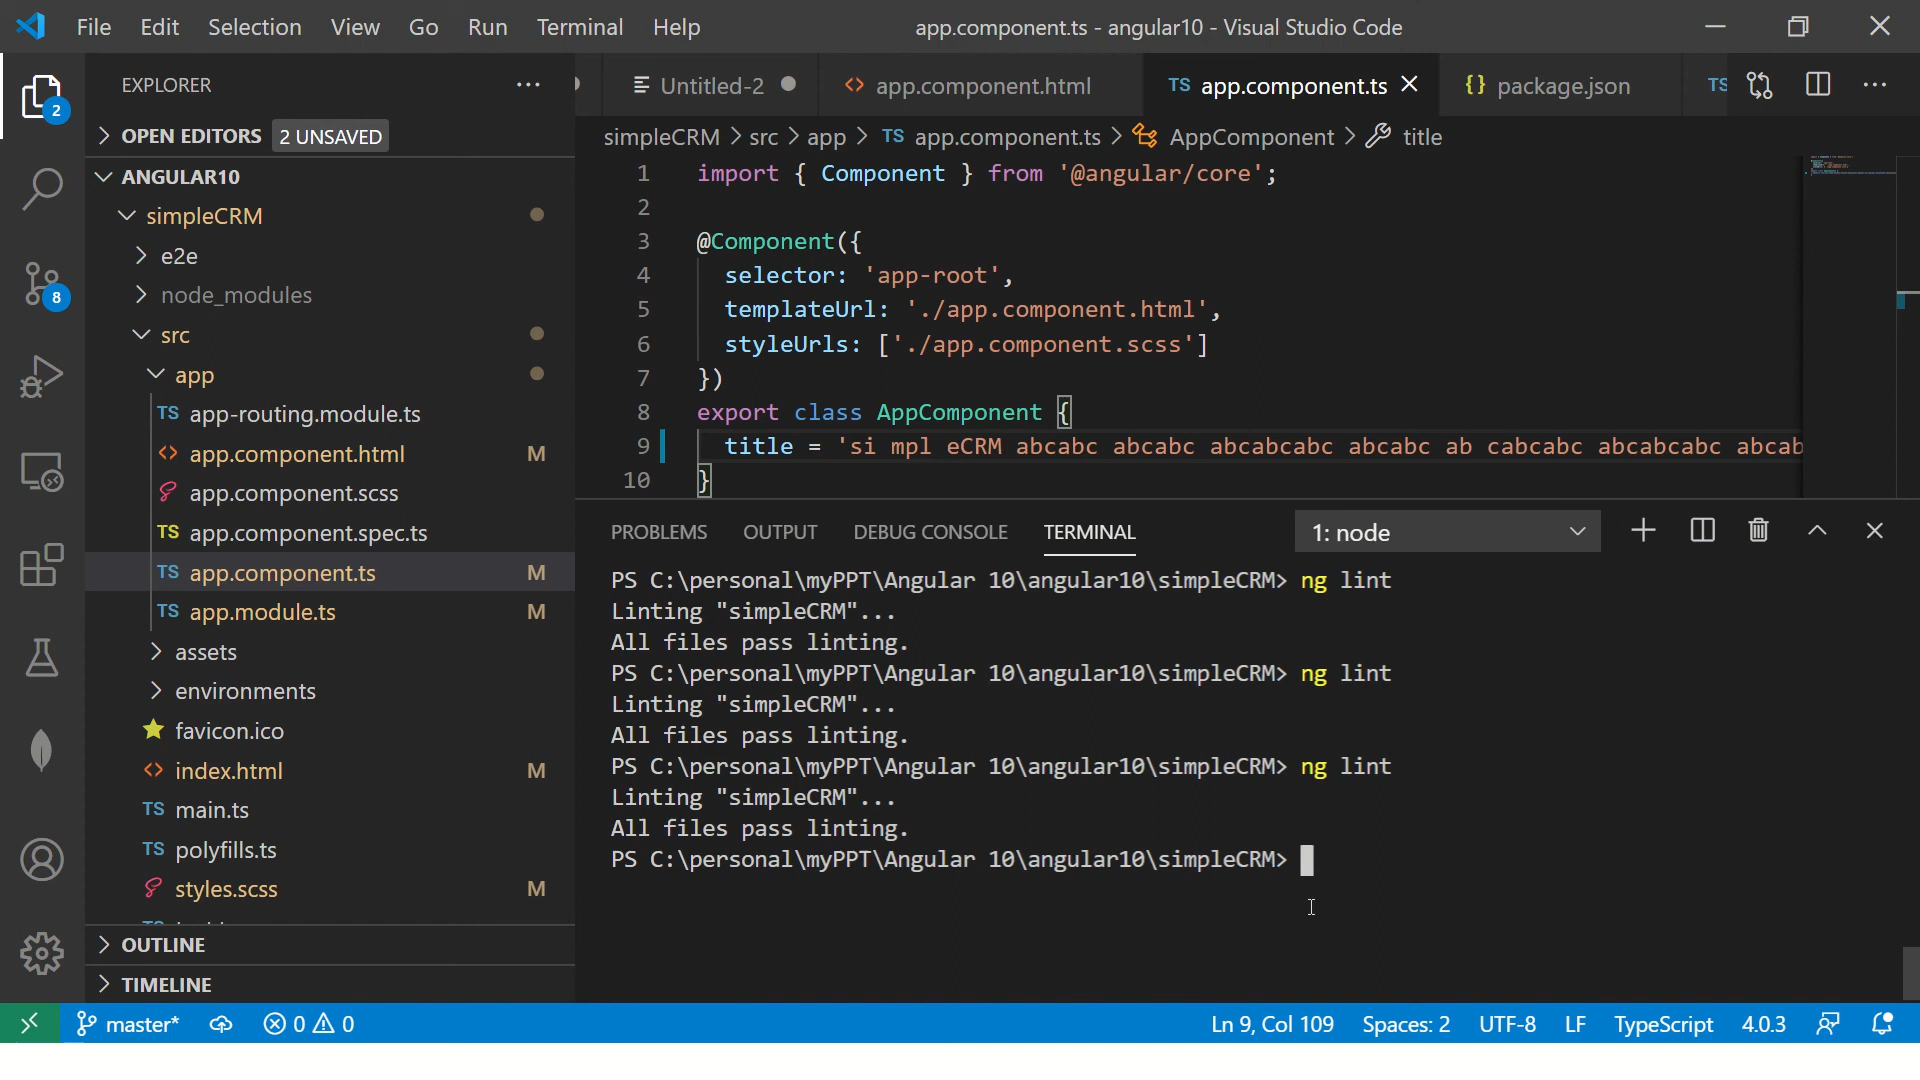 File Edit Selection View Go Run Terminal Help
app.component.ts - angular10 - Visual Studio Code
EXPLORER
2
OPEN EDITORS 2 UNSAVED
ANGULAR10
simpleCRM
e2e
node_modules
8
src
app
TS app-routing.module.ts
<> app.component.html M
app.component.scss
TS app.component.spec.ts
TS app.component.ts M
TS app.module.ts M
assets
environments
favicon.ico
<> index.html M
TS main.ts
TS polyfills.ts
styles.scss M
OUTLINE
TIMELINE
Untitled-2
<> app.component.html
TS app.component.ts
{} package.json
TS
simpleCRM > src > app > TS app.component.ts > AppComponent > title
1 import { Component } from '@angular/core';
2
3 @Component({
4 selector: 'app-root',
5 templateUrl: './app.component.html',
6 styleUrls: ['./app.component.scss']
7 })
8 export class AppComponent {
9 title = 'si mpl eCRM abcabc abcabc abcabcabc abcabc ab cabcabc abcabcabc abcab
10 }
PROBLEMS OUTPUT DEBUG CONSOLE TERMINAL 1: node
PS C:\personal\myPPT\Angular 10\angular10\simpleCRM> ng lint
Linting "simpleCRM"...
All files pass linting.
PS C:\personal\myPPT\Angular 10\angular10\simpleCRM> ng lint
Linting "simpleCRM"...
All files pass linting.
PS C:\personal\myPPT\Angular 10\angular10\simpleCRM> ng lint
Linting "simpleCRM"...
All files pass linting.
PS C:\personal\myPPT\Angular 10\angular10\simpleCRM>
master* 0 0 Ln 9, Col 109 Spaces: 2 UTF-8 LF TypeScript 4.0.3